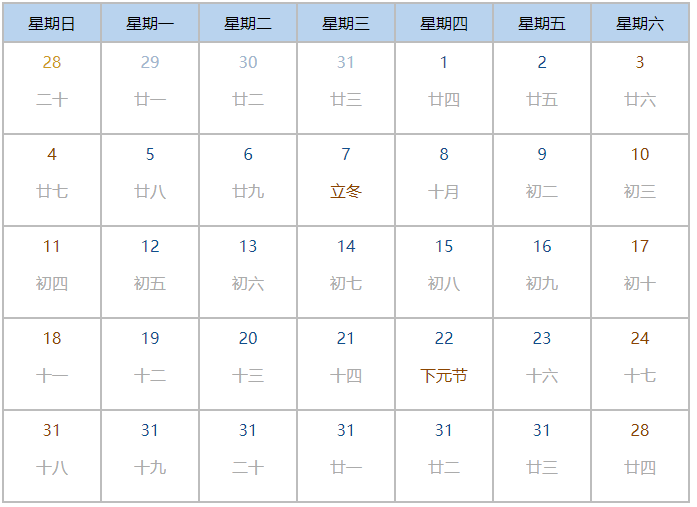 星期日 星期一 星期二 星期三 星期四 星期五 星期六
28 29 30 31 1 2 3
二十 廿一 廿二 廿三 廿四 廿五 廿六
4 5 6 7 8 9 10
廿七 廿八 廿九 立冬 十月 初二 初三
11 12 13 14 15 16 17
初四 初五 初六 初七 初八 初九 初十
18 19 20 21 22 23 24
十一 十二 十三 十四 下元节 十六 十七
31 31 31 31 31 31 28
十八 十九 二十 廿一 廿二 廿三 廿四